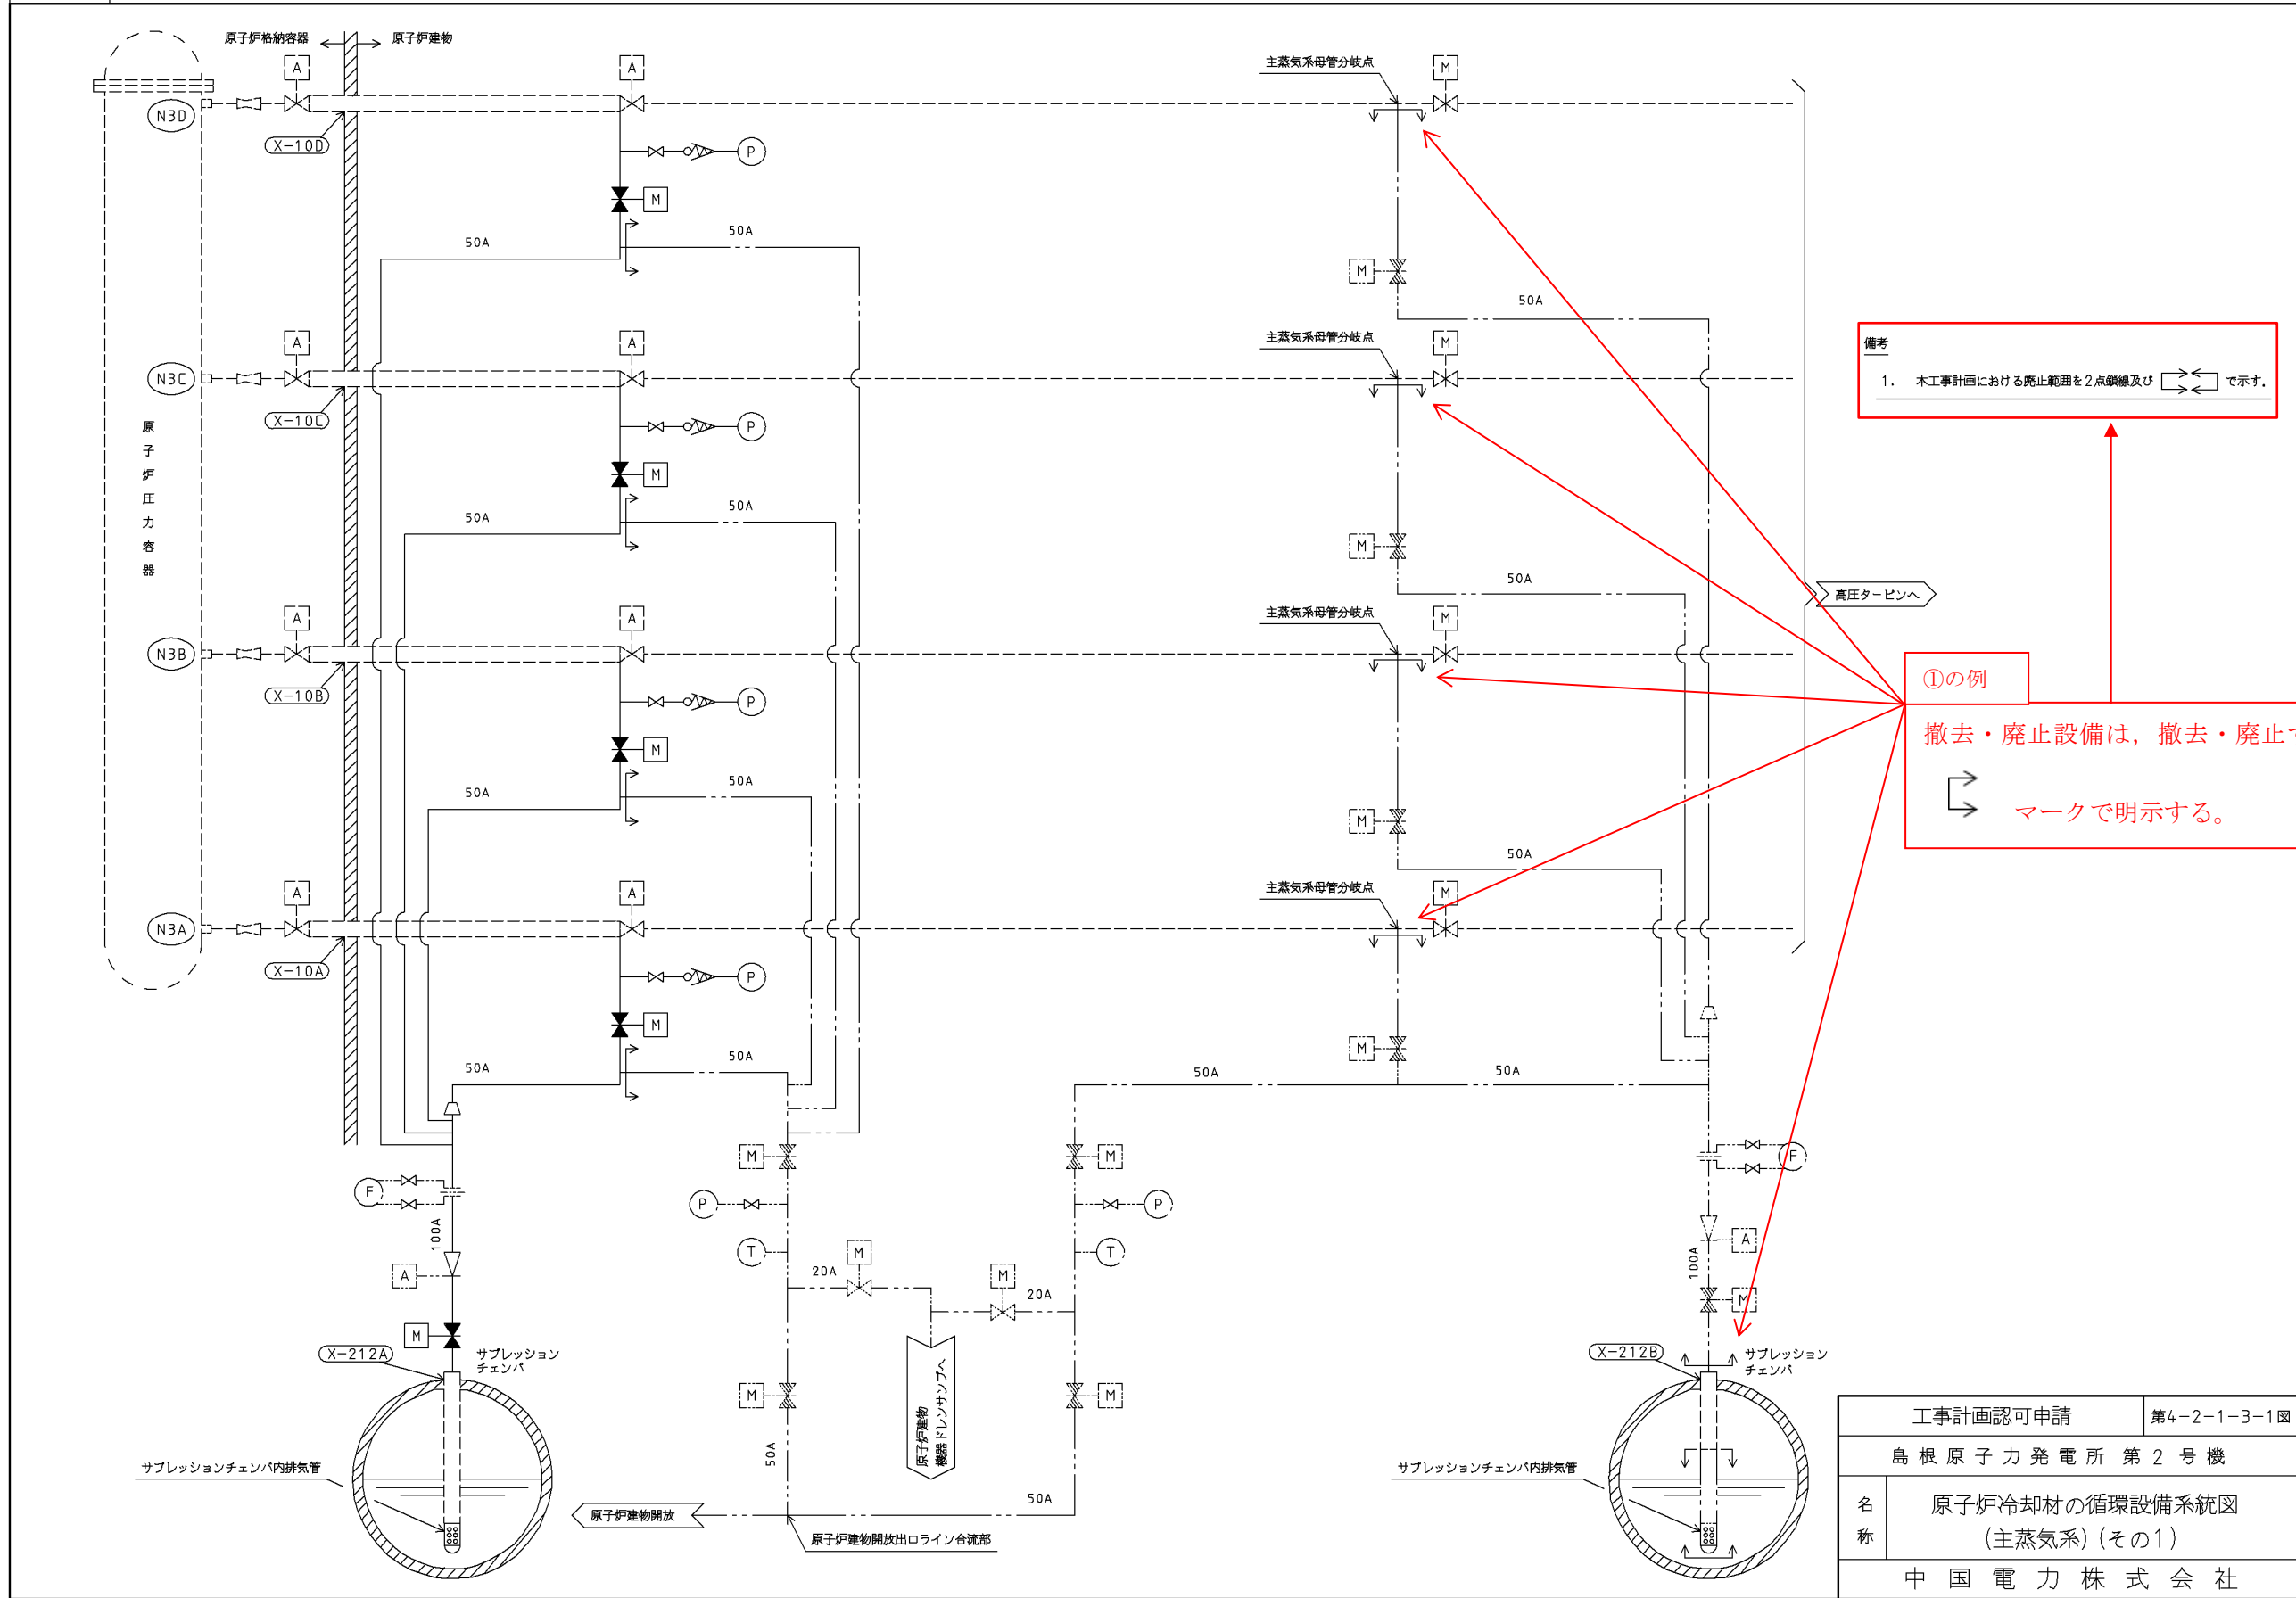 原子炉格納容器
原子炉建物
A
A
主蒸気系母管分岐点
M
N3D
X-10D
P
M
50A
50A
M
50A
A
A
主蒸気系母管分岐点
M
備考
1. 本工事計画における廃止範囲を2点鎖線及び で示す.
N3C
X-10C
原子炉圧力容器
P
M
50A
50A
M
50A
高圧タービンへ
A
A
主蒸気系母管分岐点
M
N3B
X-10B
P
①の例
撤去・廃止設備は，撤去・廃止
マークで明示する。
M
50A
50A
M
50A
A
A
主蒸気系母管分岐点
M
N3A
X-10A
P
M
50A
50A
M
50A
50A
M
M
F
F
P
P
100A
T
T
M
20A
M
20A
A
A
100A
M
M
X-212A
サプレッション
チェンバ
X-212B
サプレッション
チェンバ
M
M
原子炉建物
機器ドレンサンプへ
50A
サプレッションチェンバ内排気管
サプレッションチェンバ内排気管
50A
原子炉建物開放
原子炉建物開放出口ライン合流部
工事計画認可申請
第4-2-1-3-1図
島根原子力発電所 第2号機
名称
原子炉冷却材の循環設備系統図
(主蒸気系)(その1)
中国電力株式会社